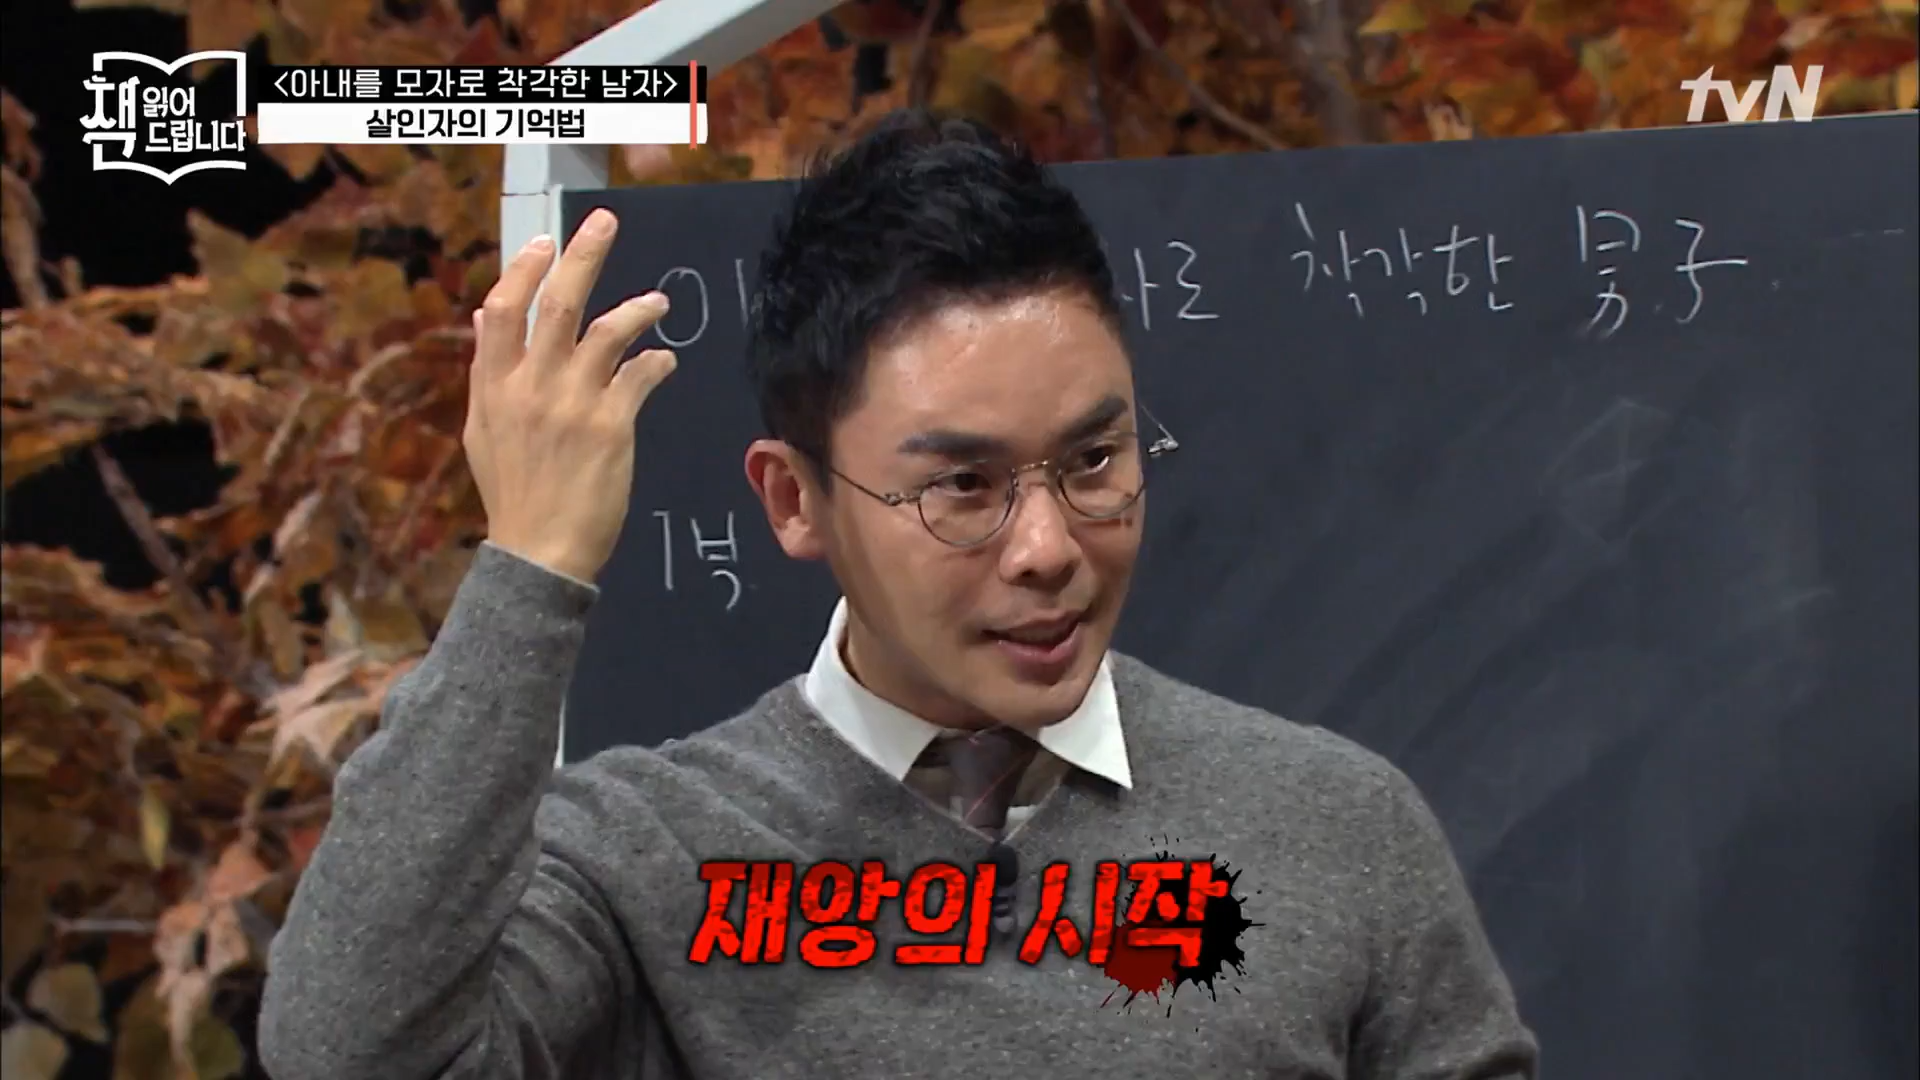 책 읽어
드립니다
<아내를 모자로 착각한 남자>
살인자의 기억법
tvN
자로 착각한 男子
1부
재앙의 시작